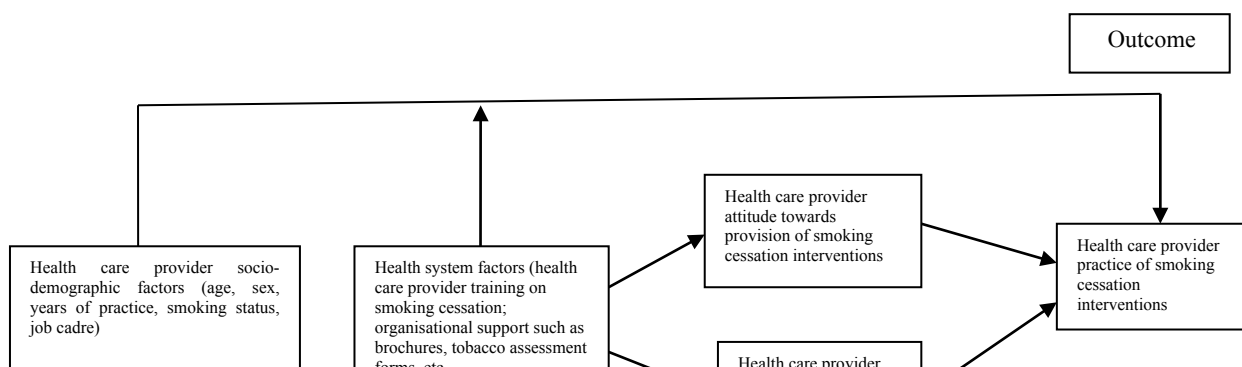 Outcome
Health care provider
attitude towards
provision of smoking
cessation interventions
Health care provider
practice of smoking
cessation
interventions
Health care provider socio-
demographic factors (age, sex,
years of practice, smoking status,
job cadre)
Health system factors (health
care provider training on
smoking cessation;
organisational support such as
brochures, tobacco assessment
forms, etc
Health care provider